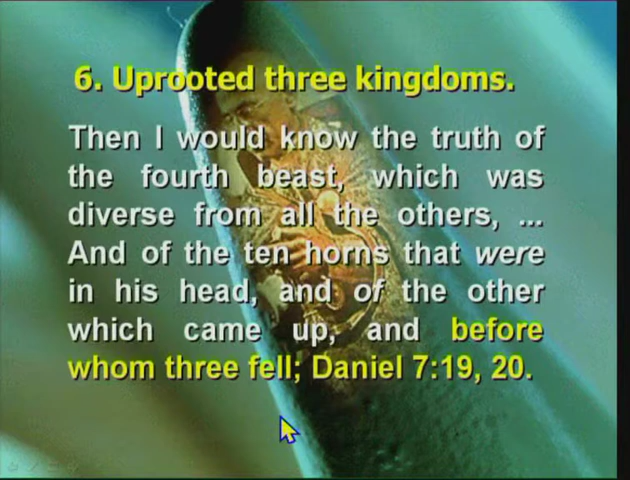 6. Uprooted three kingdoms.
Then I would know the truth of
the fourth beast, which was
diverse from all the others, ...
And of the ten horns that were
in his head, and of the other
which came up, and before
whom three fell; Daniel 7:19, 20.